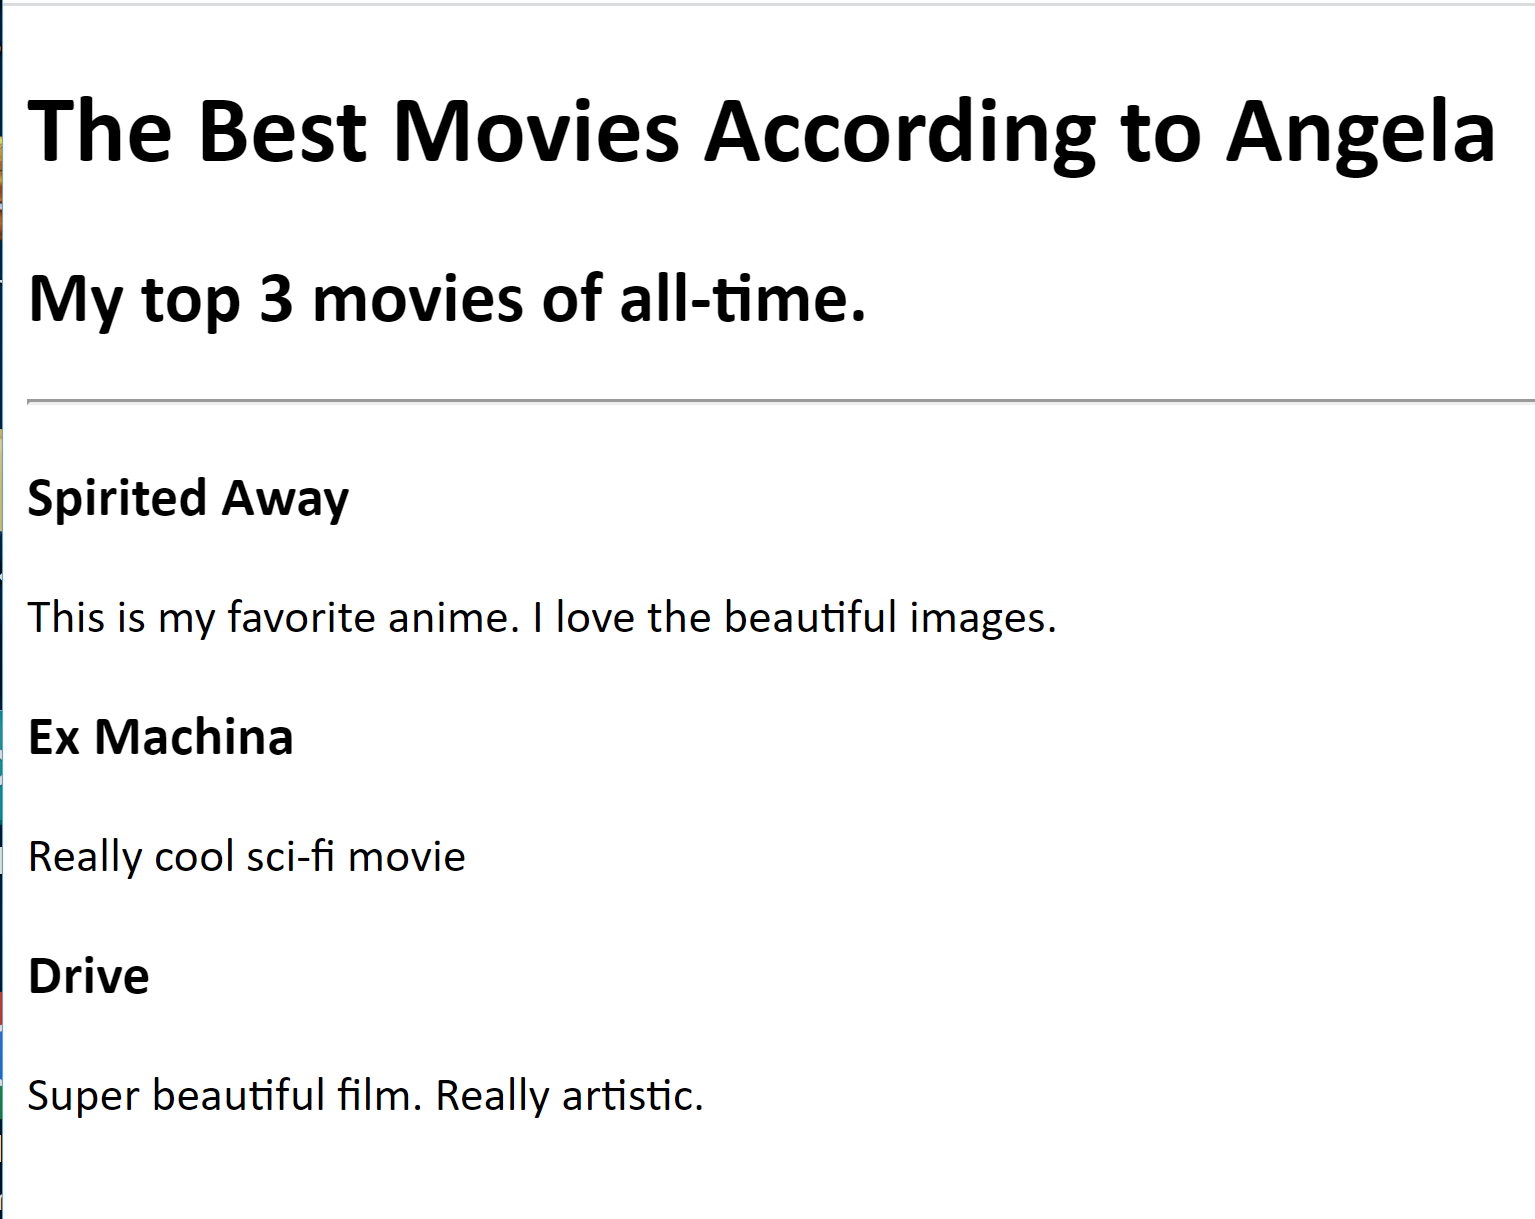 The Best Movies According to Angela
My top 3 movies of all-time.
Spirited Away
This is my favorite anime. I love the beautiful images.
Ex Machina
Really cool sci-fi movie
Drive
Super beautiful film. Really artistic.